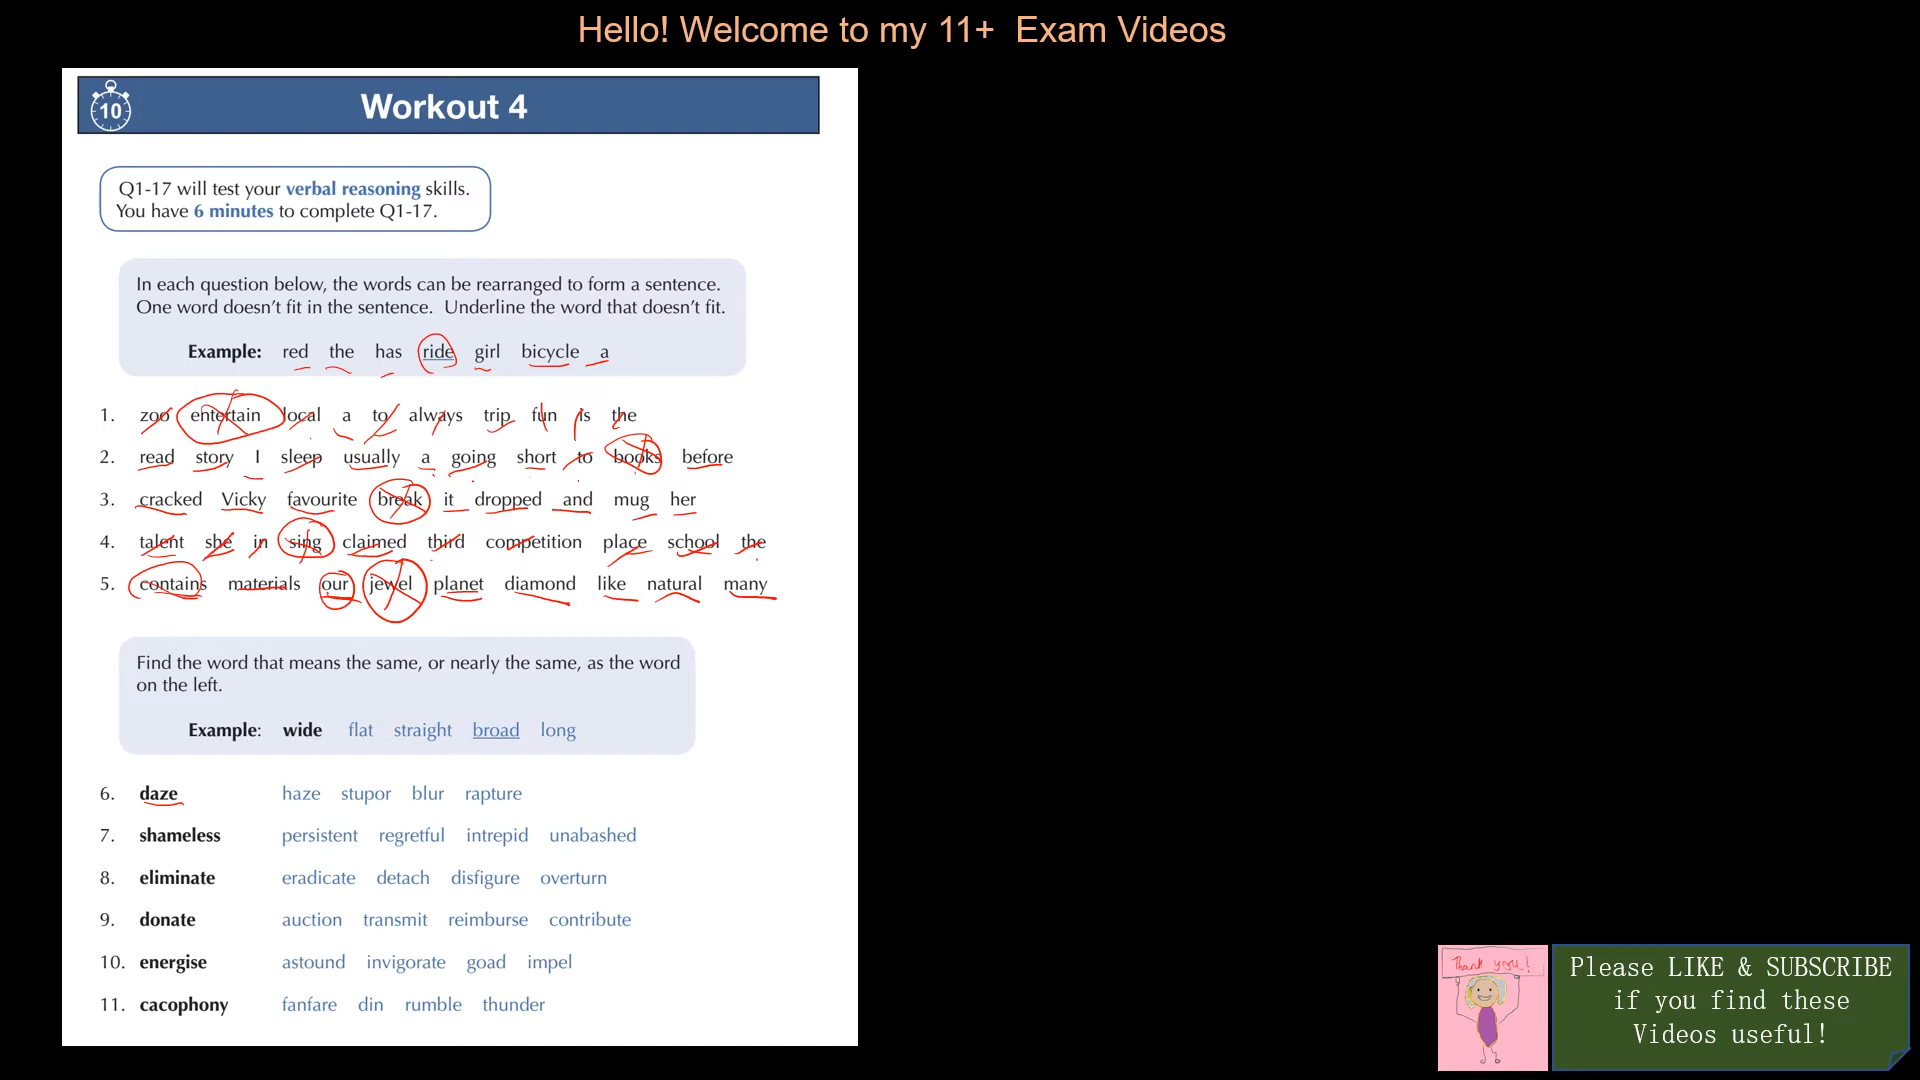 Hello! Welcome to my 11+ Exam Videos
10
Workout 4
Q1-17 will test your verbal reasoning skills.
You have 6 minutes to complete Q1-17.
In each question below, the words can be rearranged to form a sentence.
One word doesn't fit in the sentence. Underline the word that doesn't fit.
Example: red the has ride girl bicycle a
1. zoo entertain local a to always trip fun is the
2. read story I sleep usually a going short to books before
3. cracked Vicky favourite break it dropped and mug her
4. talent she in sing claimed third competition place school the
5. contains materials our jewel planet diamond like natural many
Find the word that means the same, or nearly the same, as the word
on the left.
Example: wide flat straight broad long
6. daze haze stupor blur rapture
7. shameless persistent regretful intrepid unabashed
8. eliminate eradicate detach disfigure overturn
9. donate auction transmit reimburse contribute
10. energise astound invigorate goad impel
11. cacophony fanfare din rumble thunder
Thank you!
Please LIKE & SUBSCRIBE
if you find these
Videos useful!